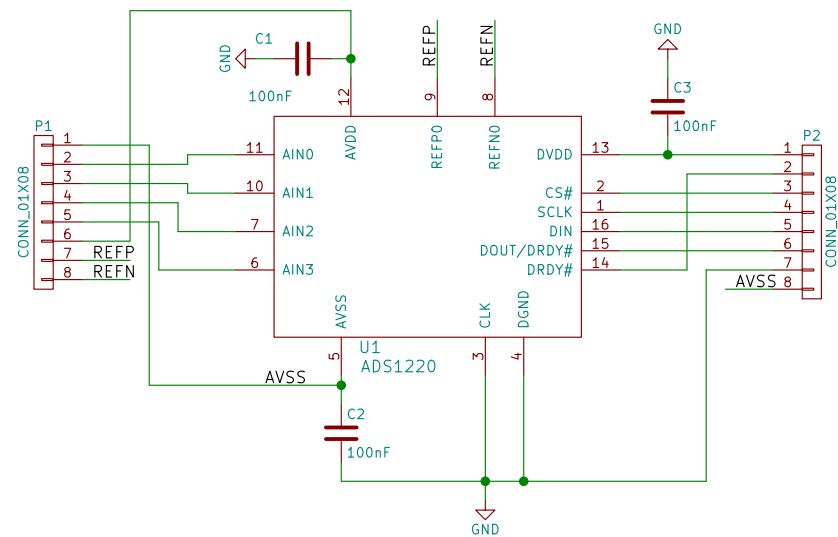 GND
C1
100nF
12
AVDD
REFP
9
REFP0
REFN
8
REFN0
GND
C3
100nF
P1
CONN_01X08
1
2
3
4
5
6
7
8
REFP
REFN
11
AIN0
10
AIN1
7
AIN2
6
AIN3
DVDD
13
CS#
2
SCLK
1
DIN
16
DOUT/DRDY#
15
DRDY#
14
P2
CONN_01X08
1
2
3
4
5
6
7
8
AVSS
AVSS
5
CLK
3
DGND
4
U1
ADS1220
AVSS
C2
100nF
GND